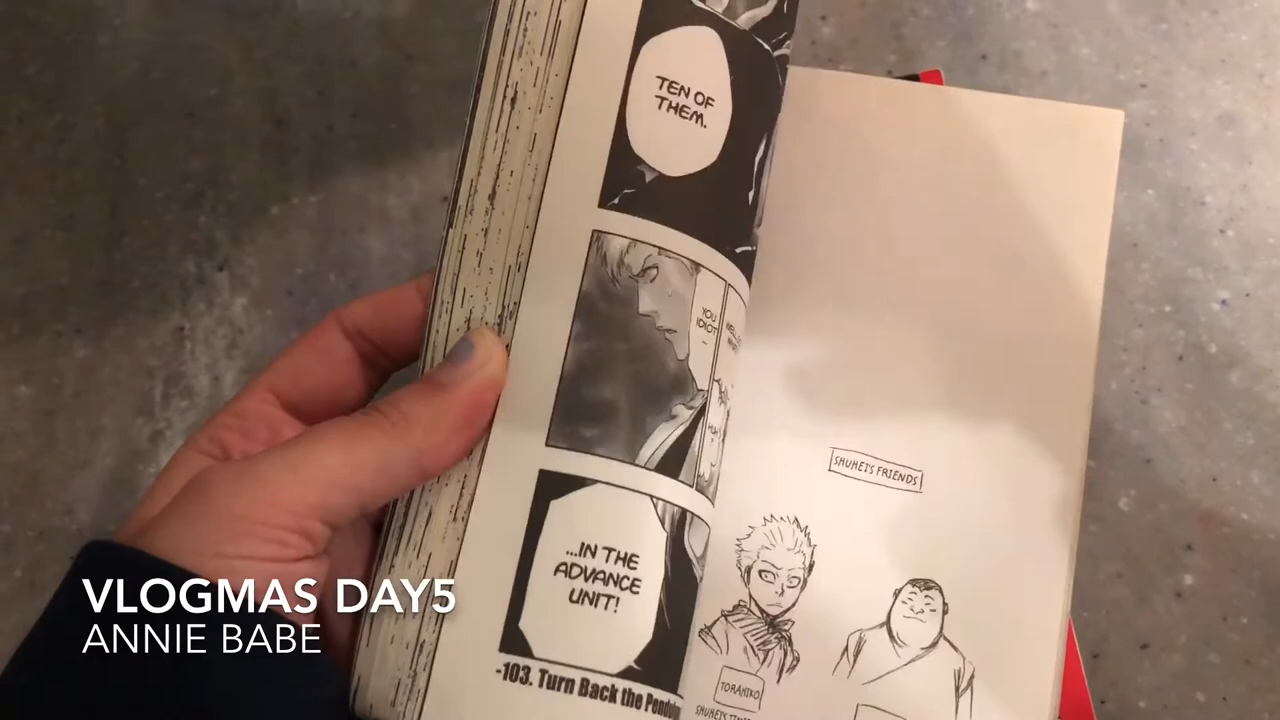 TEN OF
THEM.
YOU
IDIOT
...IN THE
ADVANCE
UNIT!
-103. Turn Back the
SHUHEI'S FRIENDS
TORAHIKO
SHUHEI'S
VLOGMAS DAY5
ANNIE BABE